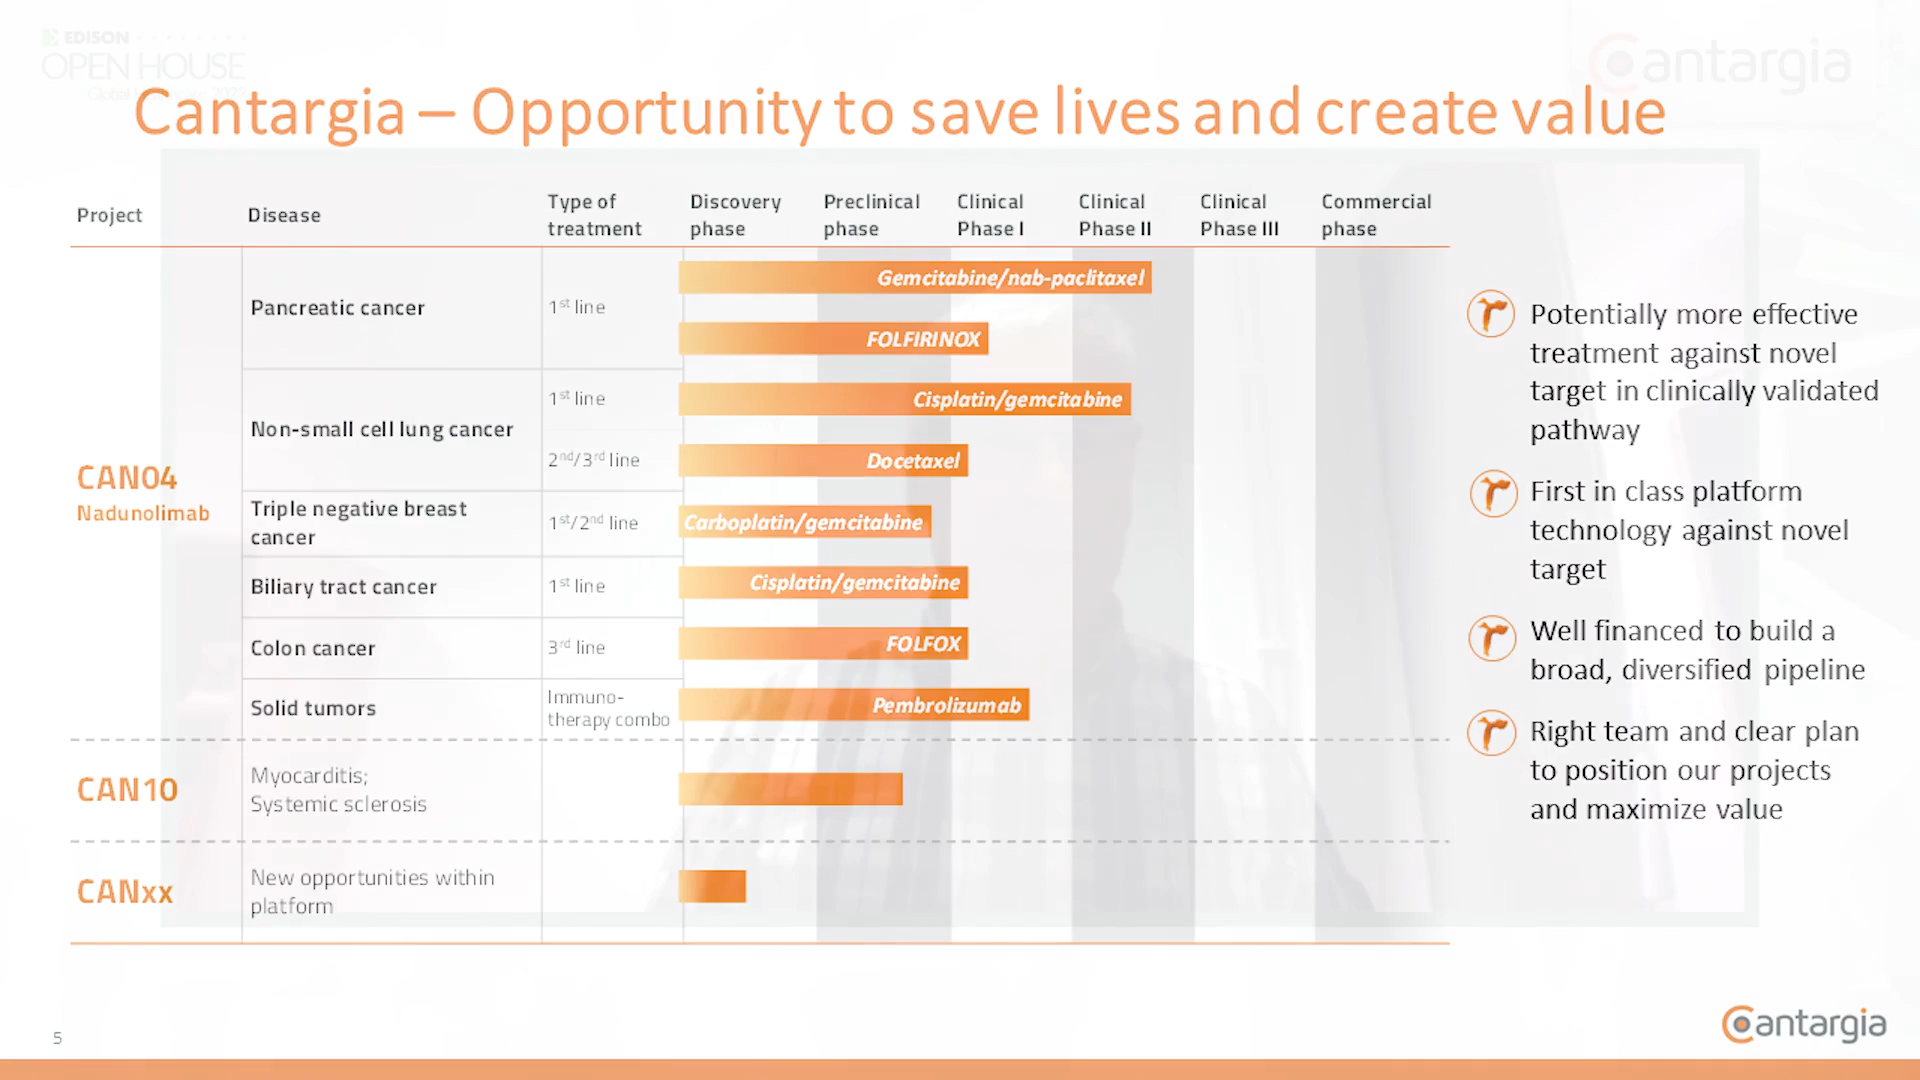 EDISON
OPEN HOUSE
Global Healthcare 2022
Cantargia
Cantargia – Opportunity to save lives and create value
Project
Disease
Type of
treatment
Discovery
phase
Preclinical
phase
Clinical
Phase I
Clinical
Phase II
Clinical
Phase III
Commercial
phase
CAN04
Nadunolimab
Pancreatic cancer
1st line
Gemcitabine/nab-paclitaxel
FOLFIRINOX
Non-small cell lung cancer
1st line
Cisplatin/gemcitabine
2nd/3rd line
Docetaxel
Triple negative breast
cancer
1st/2nd line
Carboplatin/gemcitabine
Biliary tract cancer
1st line
Cisplatin/gemcitabine
Colon cancer
3rd line
FOLFOX
Solid tumors
Immuno-
therapy combo
Pembrolizumab
CAN10
Myocarditis;
Systemic sclerosis
CANxx
New opportunities within
platform
Potentially more effective
treatment against novel
target in clinically validated
pathway
First in class platform
technology against novel
target
Well financed to build a
broad, diversified pipeline
Right team and clear plan
to position our projects
and maximize value
5
Cantargia